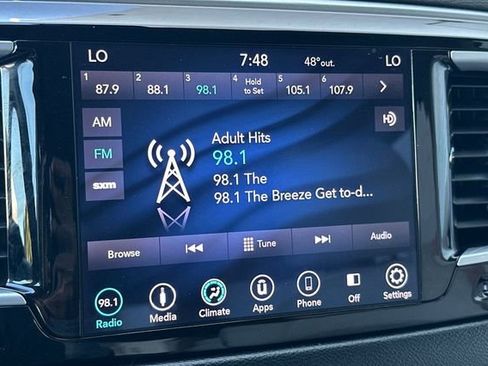 LO 7:48 48°out. LO
1 2 3 4 5 6
87.9 88.1 98.1 Hold to Set 105.1 107.9
AM
HD
FM
sxm
Adult Hits
98.1
98.1 The
98.1 The Breeze Get to-d...
Browse Tune Audio
98.1
Radio Media Climate Apps Phone Off Settings